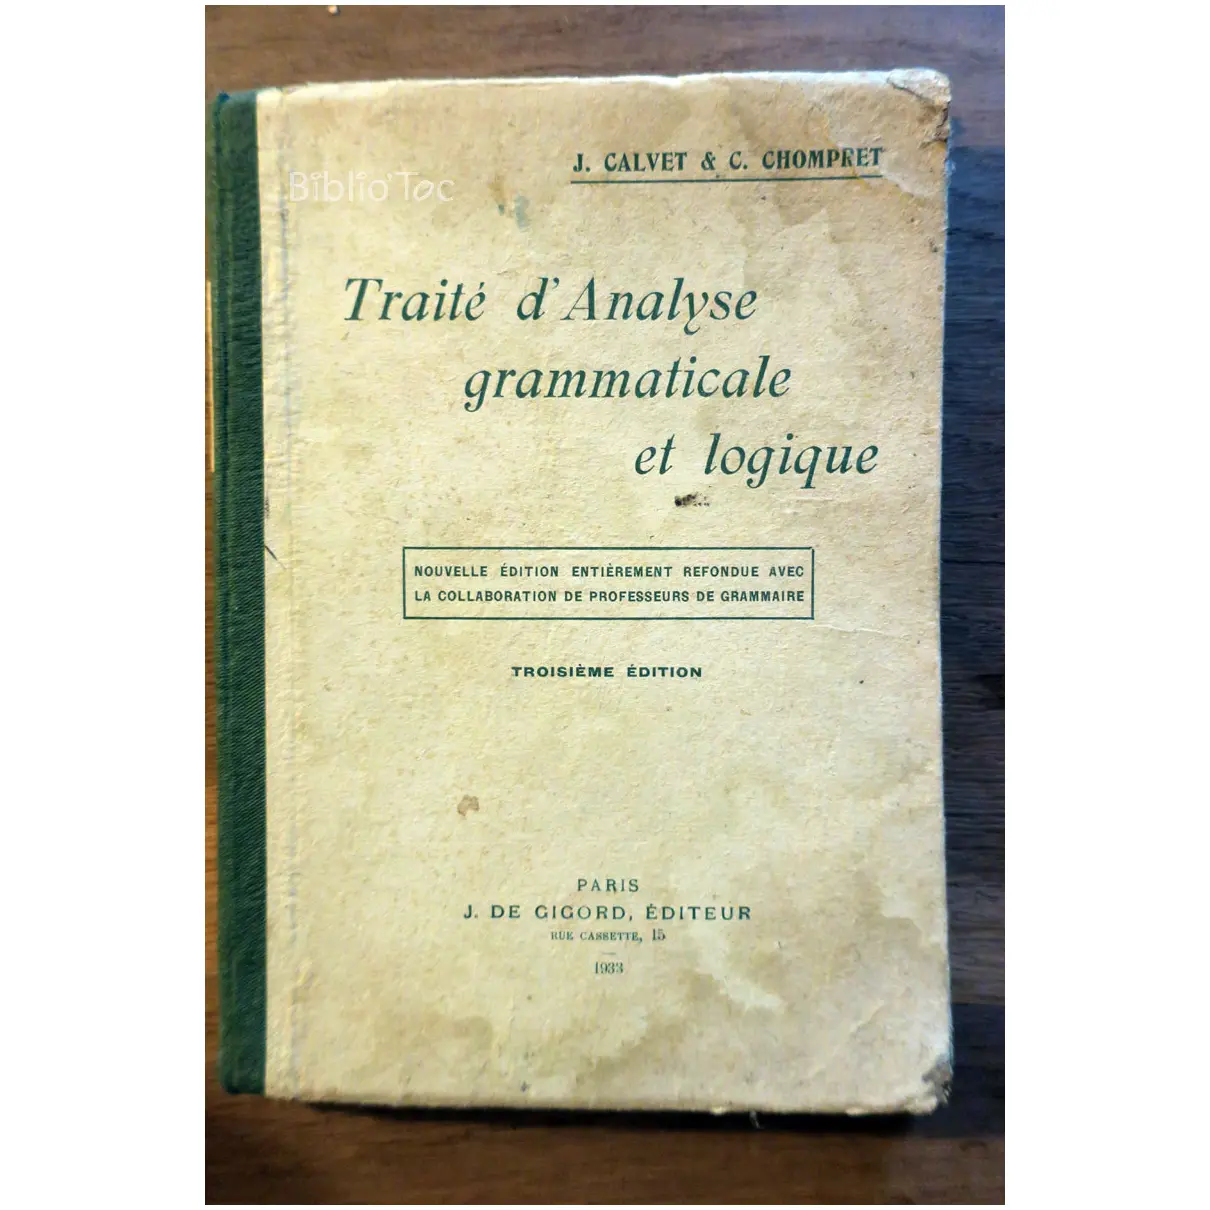 J. CALVET & C. CHOMPRET
Biblio'Toc
Traité d'Analyse
grammaticale
et logique
NOUVELLE ÉDITION ENTIÈREMENT REFONDUE AVEC
LA COLLABORATION DE PROFESSEURS DE GRAMMAIRE
TROISIÈME ÉDITION
PARIS
J. DE GIGORD, ÉDITEUR
RUE CASSETTE, 15
1933